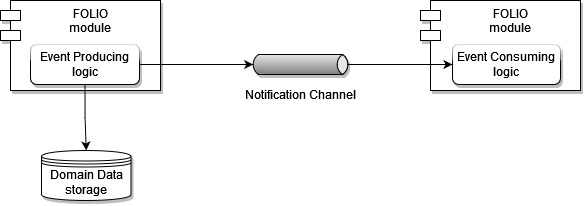 FOLIO
module
Event Producing
logic
Notification Channel
FOLIO
module
Event Consuming
logic
Domain Data
storage